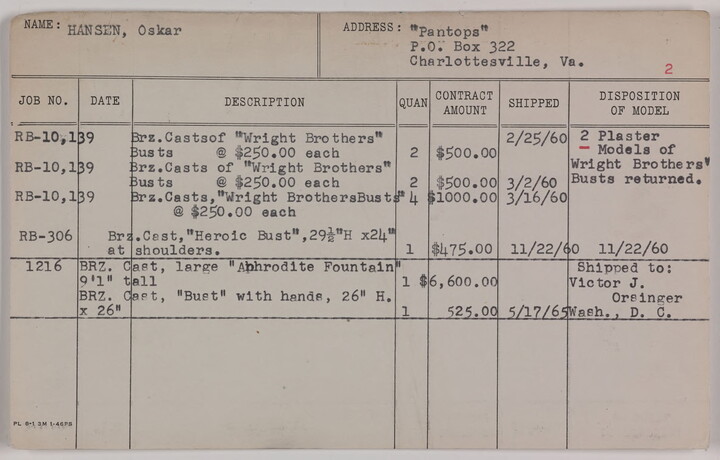 NAME: HANSEN, Oskar
ADDRESS: "Pantops"
P.O. Box 322
Charlottesville, Va.
2
JOB NO. DATE DESCRIPTION QUAN CONTRACT AMOUNT SHIPPED DISPOSITION OF MODEL
RB-10,139 Brz.Castsof "Wright Brothers" 2/25/60 2 Plaster
Busts @ $250.00 each 2 $500.00 Models of
RB-10,139 Brz.Casts of "Wright Brothers" Wright Brothers"
Busts @ $250.00 each 2 $500.00 3/2/60 Busts returned.
RB-10,139 Brz.Casts,"Wright BrothersBusts" 4 $1000.00 3/16/60
@ $250.00 each
RB-306 Brz.Cast,"Heroic Bust",29½"H x24"
at shoulders. 1 $475.00 11/22/60 11/22/60
1216 BRZ. Cast, large "Aphrodite Fountain" Shipped to:
9'1" tall 1 $6,600.00 Victor J.
BRZ. Cast, "Bust" with hands, 26" H. Orsinger
x 26" 1 525.00 5/17/65 Wash., D. C.
PL 6-1 3M 1-46PS